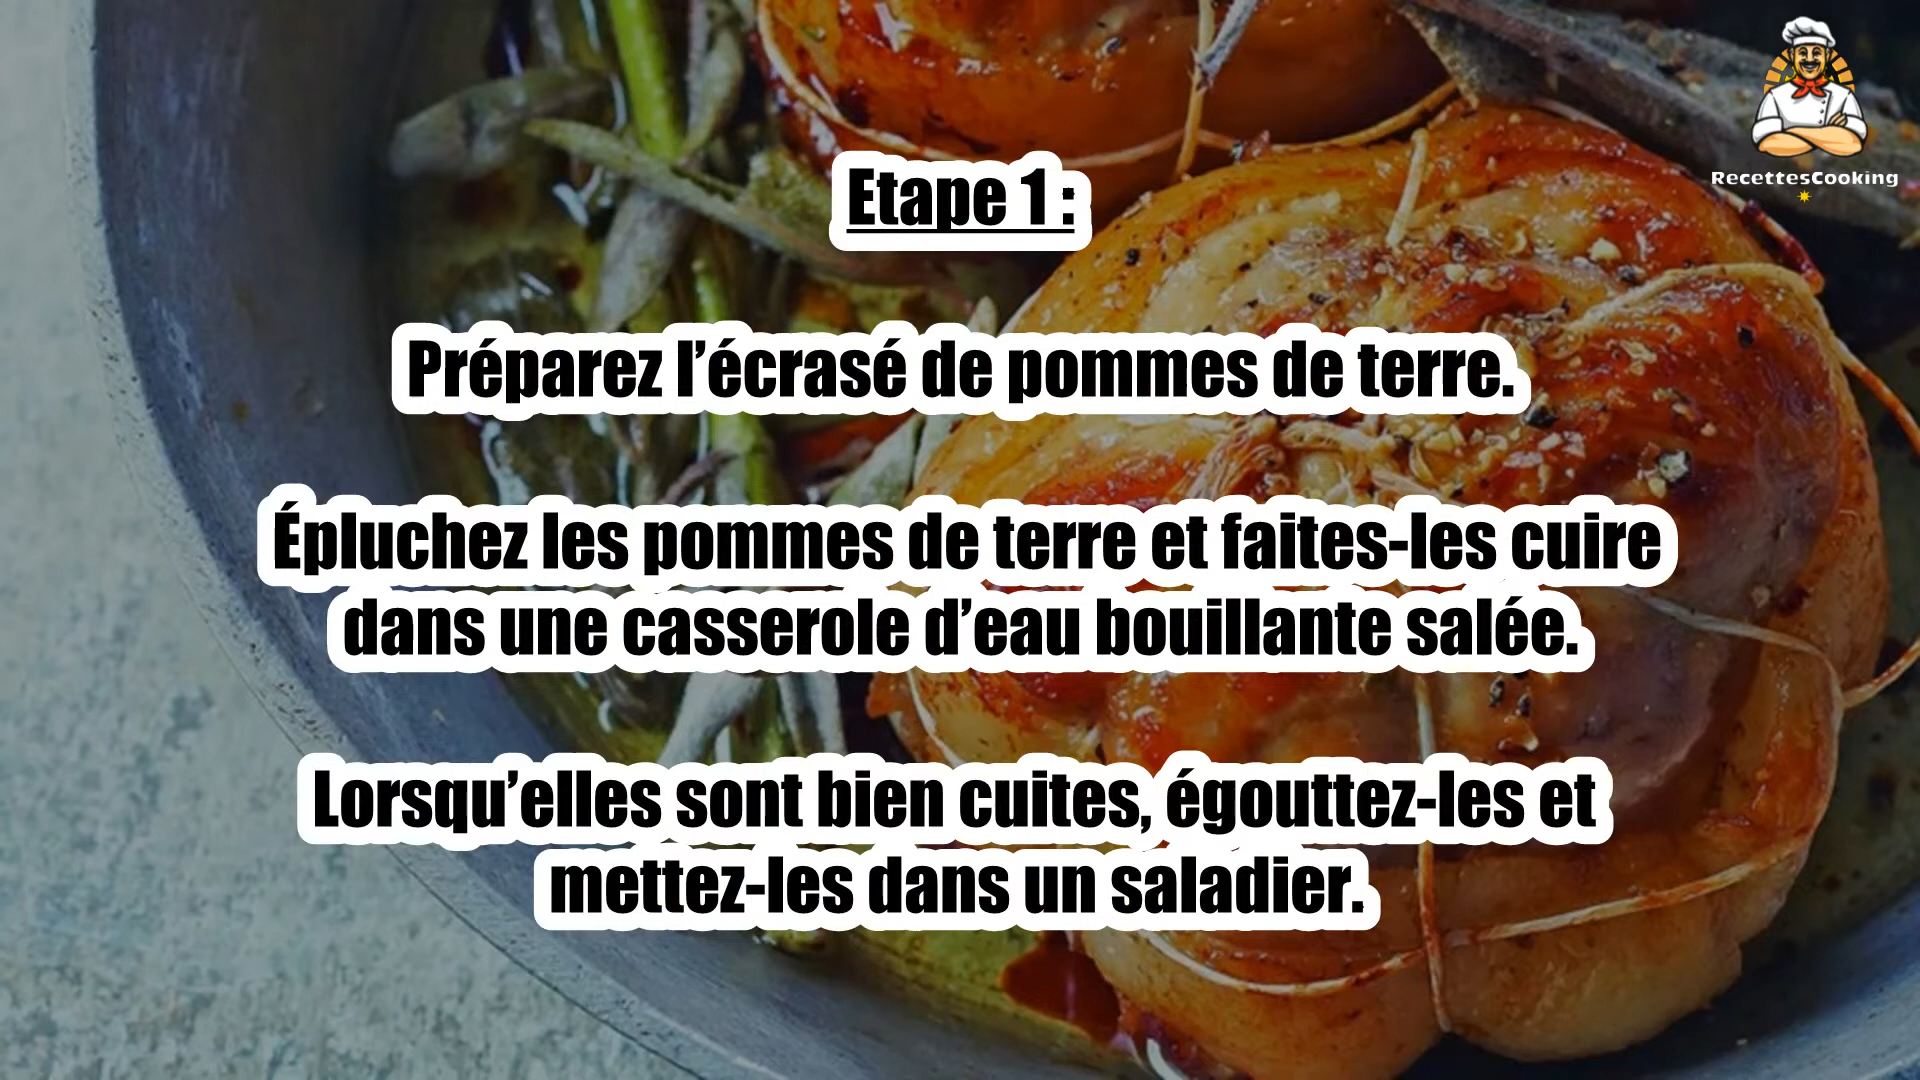 RecettesCooking
Etape 1 :
Préparez l’écrasé de pommes de terre.
Épluchez les pommes de terre et faites-les cuire
dans une casserole d’eau bouillante salée.
Lorsqu’elles sont bien cuites, égouttez-les et
mettez-les dans un saladier.